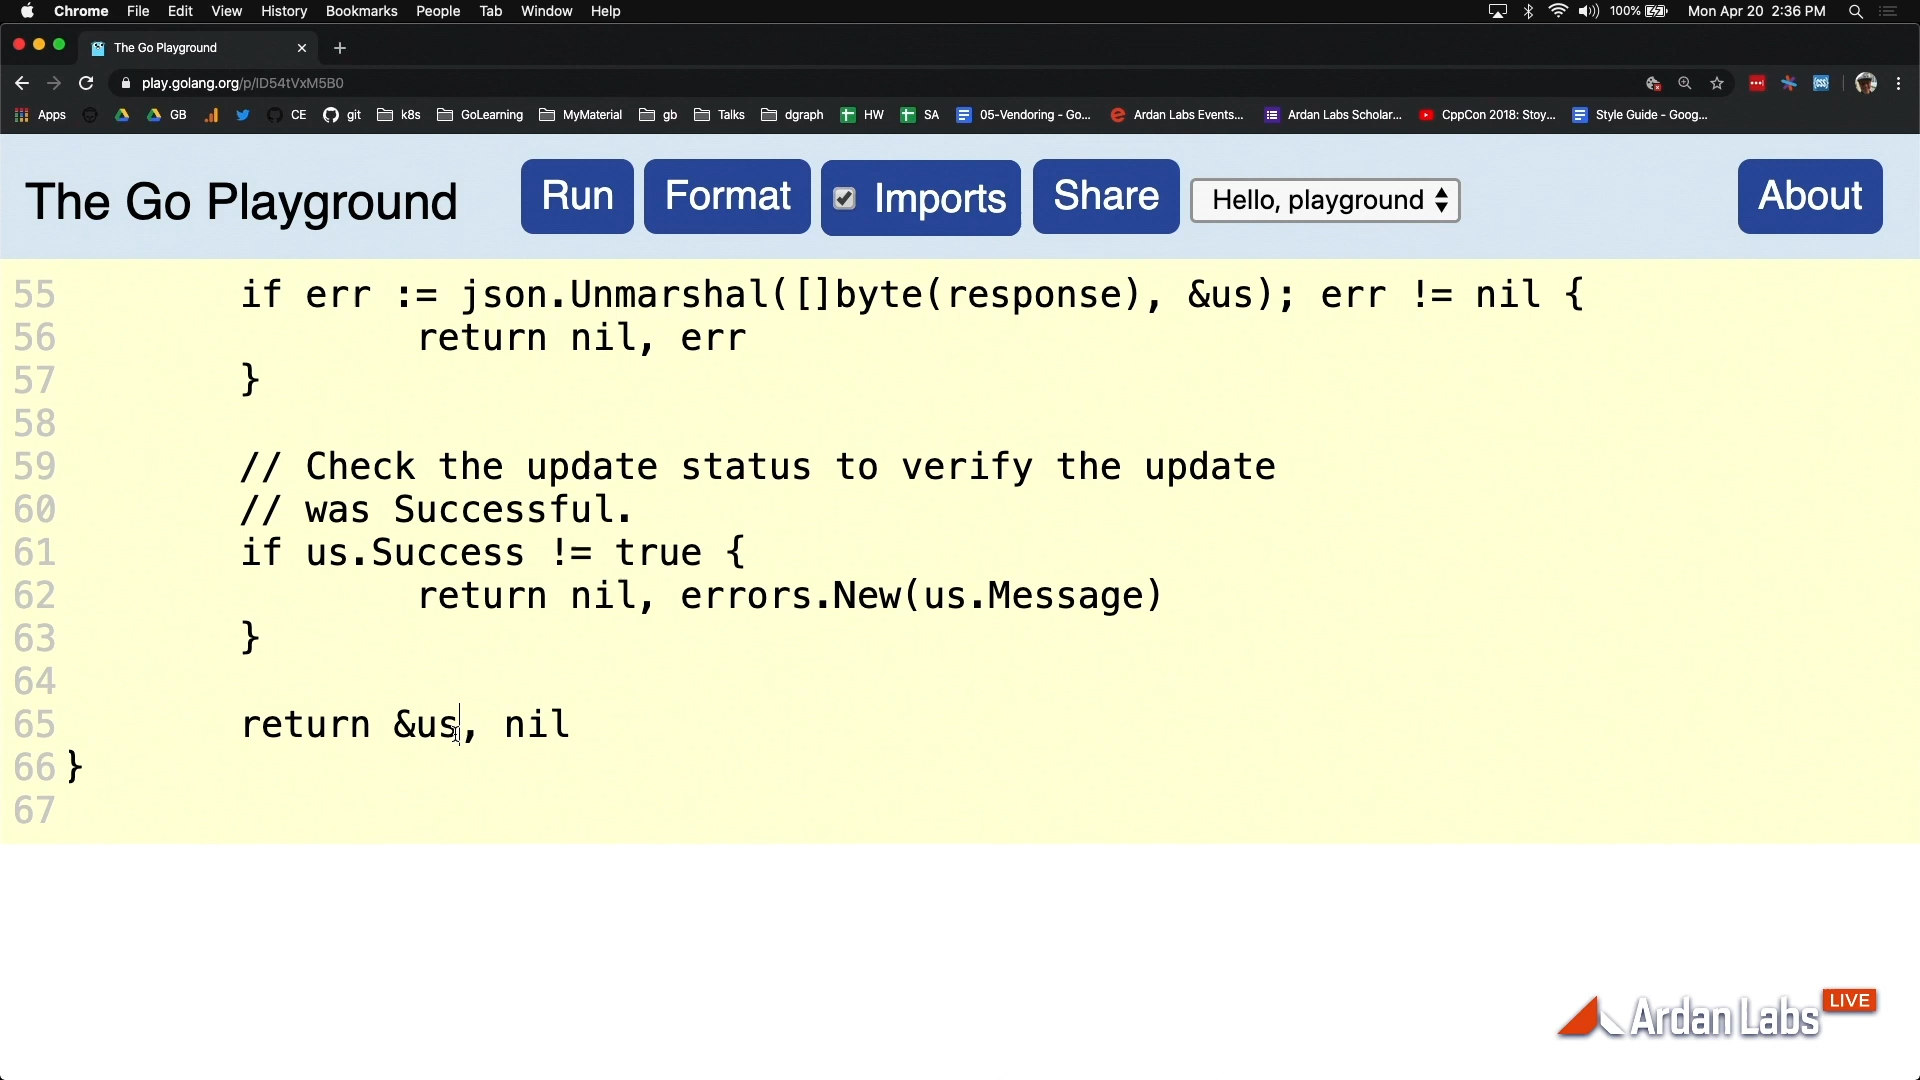 Chrome File Edit View History Bookmarks People Tab Window Help 100% Mon Apr 20 2:36 PM
The Go Playground
play.golang.org/p/lD54tVxM5B0
Apps GB CE git k8s GoLearning MyMaterial gb Talks dgraph HW SA 05-Vendoring - Go... Ardan Labs Events... Ardan Labs Scholar... CppCon 2018: Stoy... Style Guide - Goog...
The Go Playground Run Format Imports Share Hello, playground About
55 if err := json.Unmarshal([]byte(response), &us); err != nil {
56 return nil, err
57 }
58
59 // Check the update status to verify the update
60 // was Successful.
61 if us.Success != true {
62 return nil, errors.New(us.Message)
63 }
64
65 return &us, nil
66 }
67
Ardan Labs LIVE